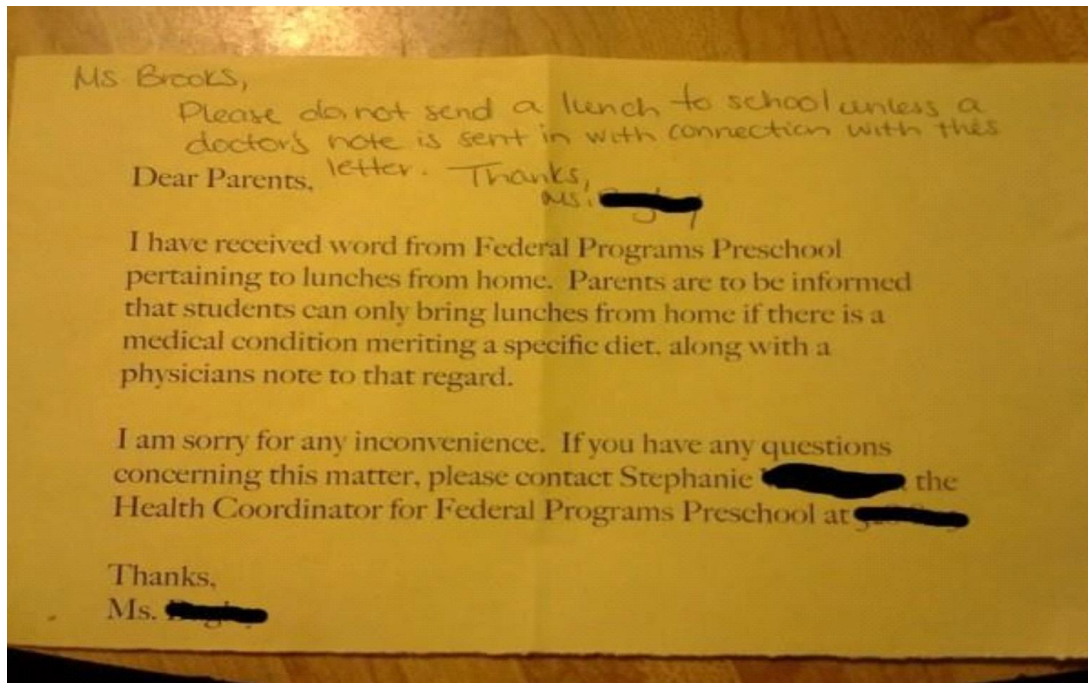 Ms Brooks,
Please do not send a lunch to school unless a
doctor's note is sent in with connection with this
letter. Thanks,
Dear Parents,
Ms.
I have received word from Federal Programs Preschool
pertaining to lunches from home. Parents are to be informed
that students can only bring lunches from home if there is a
medical condition meriting a specific diet, along with a
physicians note to that regard.
I am sorry for any inconvenience. If you have any questions
concerning this matter, please contact Stephanie
the
Health Coordinator for Federal Programs Preschool at
Thanks,
Ms.